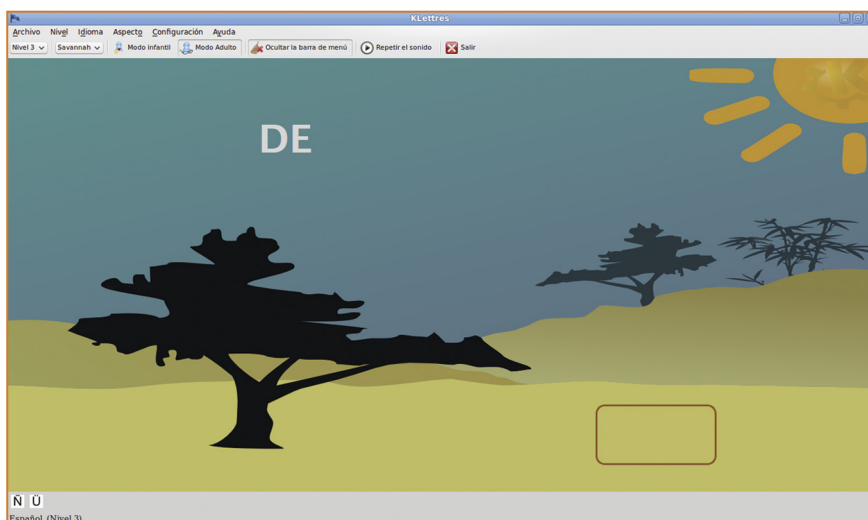 KLettres
Archivo Nivel Idioma Aspecto Configuración Ayuda
Nivel 3 Savannah Modo infantil Modo Adulto Ocultar la barra de menú Repetir el sonido Salir
DE
Ñ Ü
Español (Nivel 3)